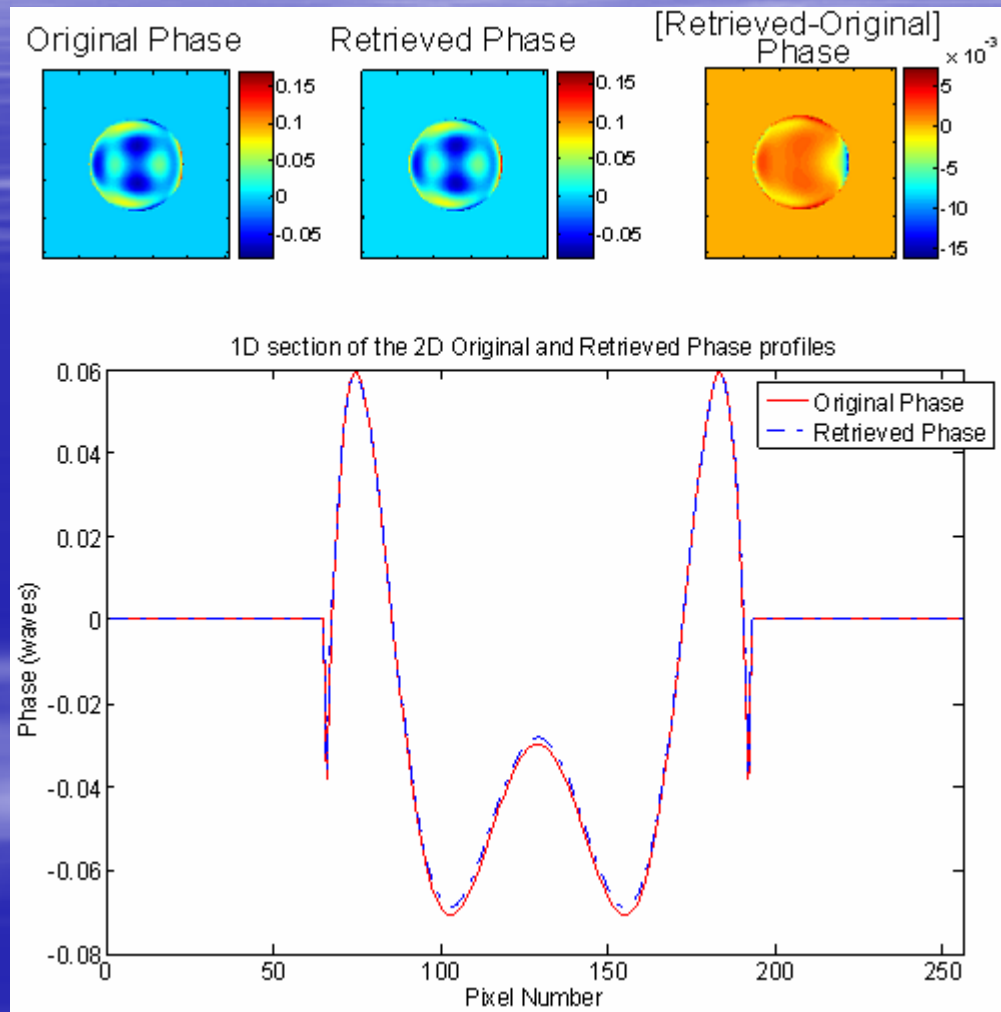 Original Phase
Retrieved Phase
[Retrieved-Original]
Phase
× 10⁻³
0.15
0.1
0.05
0
-0.05
0.15
0.1
0.05
0
-0.05
5
0
-5
-10
-15
1D section of the 2D Original and Retrieved Phase profiles
Original Phase
Retrieved Phase
0.06
0.04
0.02
0
-0.02
-0.04
-0.06
-0.08
Phase (waves)
0 50 100 150 200 250
Pixel Number